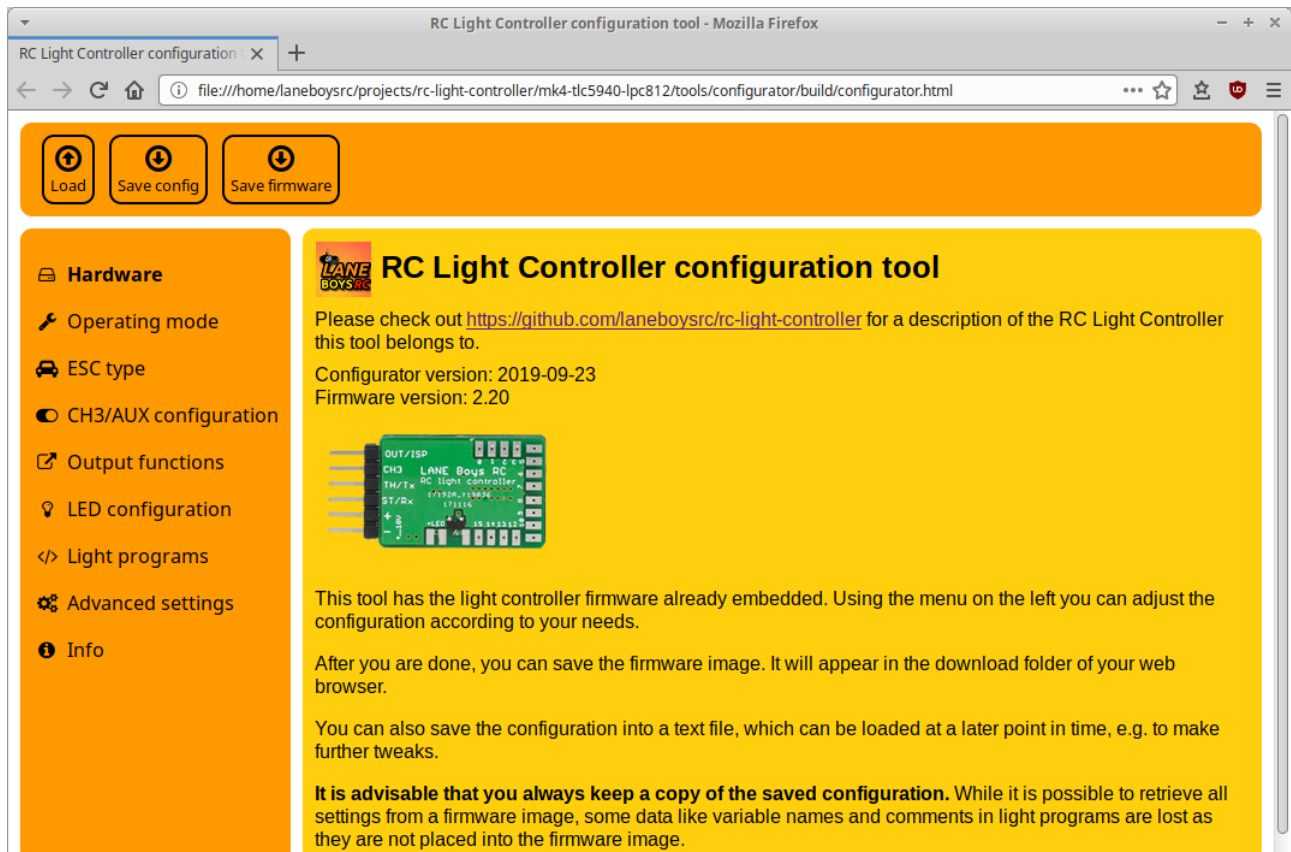 RC Light Controller configuration tool - Mozilla Firefox
RC Light Controller configuration t
file:///home/laneboysrc/projects/rc-light-controller/mk4-tlc5940-lpc812/tools/configurator/build/configurator.html
Load
Save config
Save firmware
Hardware
Operating mode
ESC type
CH3/AUX configuration
Output functions
LED configuration
Light programs
Advanced settings
Info
LANE
BOYSRC
RC Light Controller configuration tool
Please check out https://github.com/laneboysrc/rc-light-controller for a description of the RC Light Controller
this tool belongs to.
Configurator version: 2019-09-23
Firmware version: 2.20
OUT/ISP
CH3
LANE Boys RC
TH/Tx
RC light controller
ST/Rx
171116
+LED
15 14 13 12
This tool has the light controller firmware already embedded. Using the menu on the left you can adjust the
configuration according to your needs.
After you are done, you can save the firmware image. It will appear in the download folder of your web
browser.
You can also save the configuration into a text file, which can be loaded at a later point in time, e.g. to make
further tweaks.
It is advisable that you always keep a copy of the saved configuration. While it is possible to retrieve all
settings from a firmware image, some data like variable names and comments in light programs are lost as
they are not placed into the firmware image.